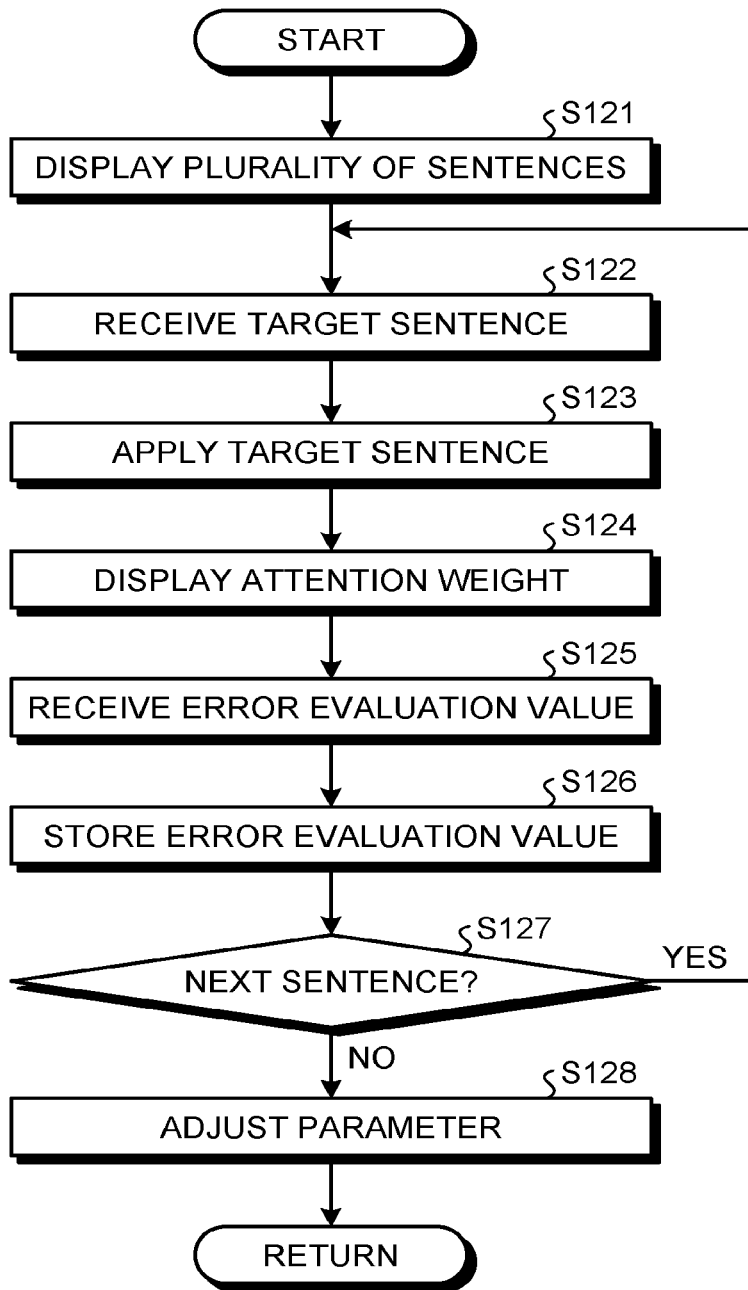 START
S121
DISPLAY PLURALITY OF SENTENCES
S122
RECEIVE TARGET SENTENCE
S123
APPLY TARGET SENTENCE
S124
DISPLAY ATTENTION WEIGHT
S125
RECEIVE ERROR EVALUATION VALUE
S126
STORE ERROR EVALUATION VALUE
S127
NEXT SENTENCE?
YES
NO
S128
ADJUST PARAMETER
RETURN